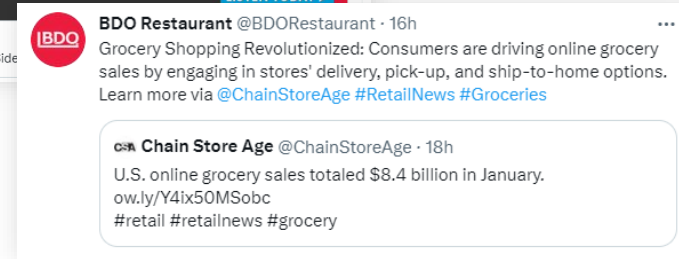 BDO Restaurant @BDORestaurant · 16h
IBDO
Grocery Shopping Revolutionized: Consumers are driving online grocery
sales by engaging in stores' delivery, pick-up, and ship-to-home options.
Learn more via @ChainStoreAge #RetailNews #Groceries
CSA Chain Store Age @ChainStoreAge · 18h
U.S. online grocery sales totaled $8.4 billion in January.
ow.ly/Y4ix50MSobc
#retail #retailnews #grocery